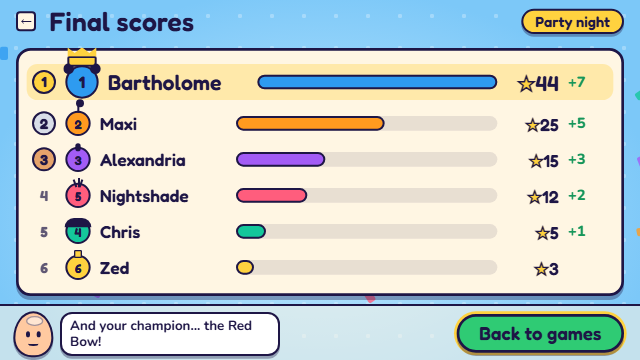 ←
Final scores
Party night
1 1 Bartholome ☆44 +7
2 2 Maxi ☆25 +5
3 3 Alexandria ☆15 +3
4 5 Nightshade ☆12 +2
5 4 Chris ☆5 +1
6 6 Zed ☆3
And your champion... the Red
Bow!
Back to games